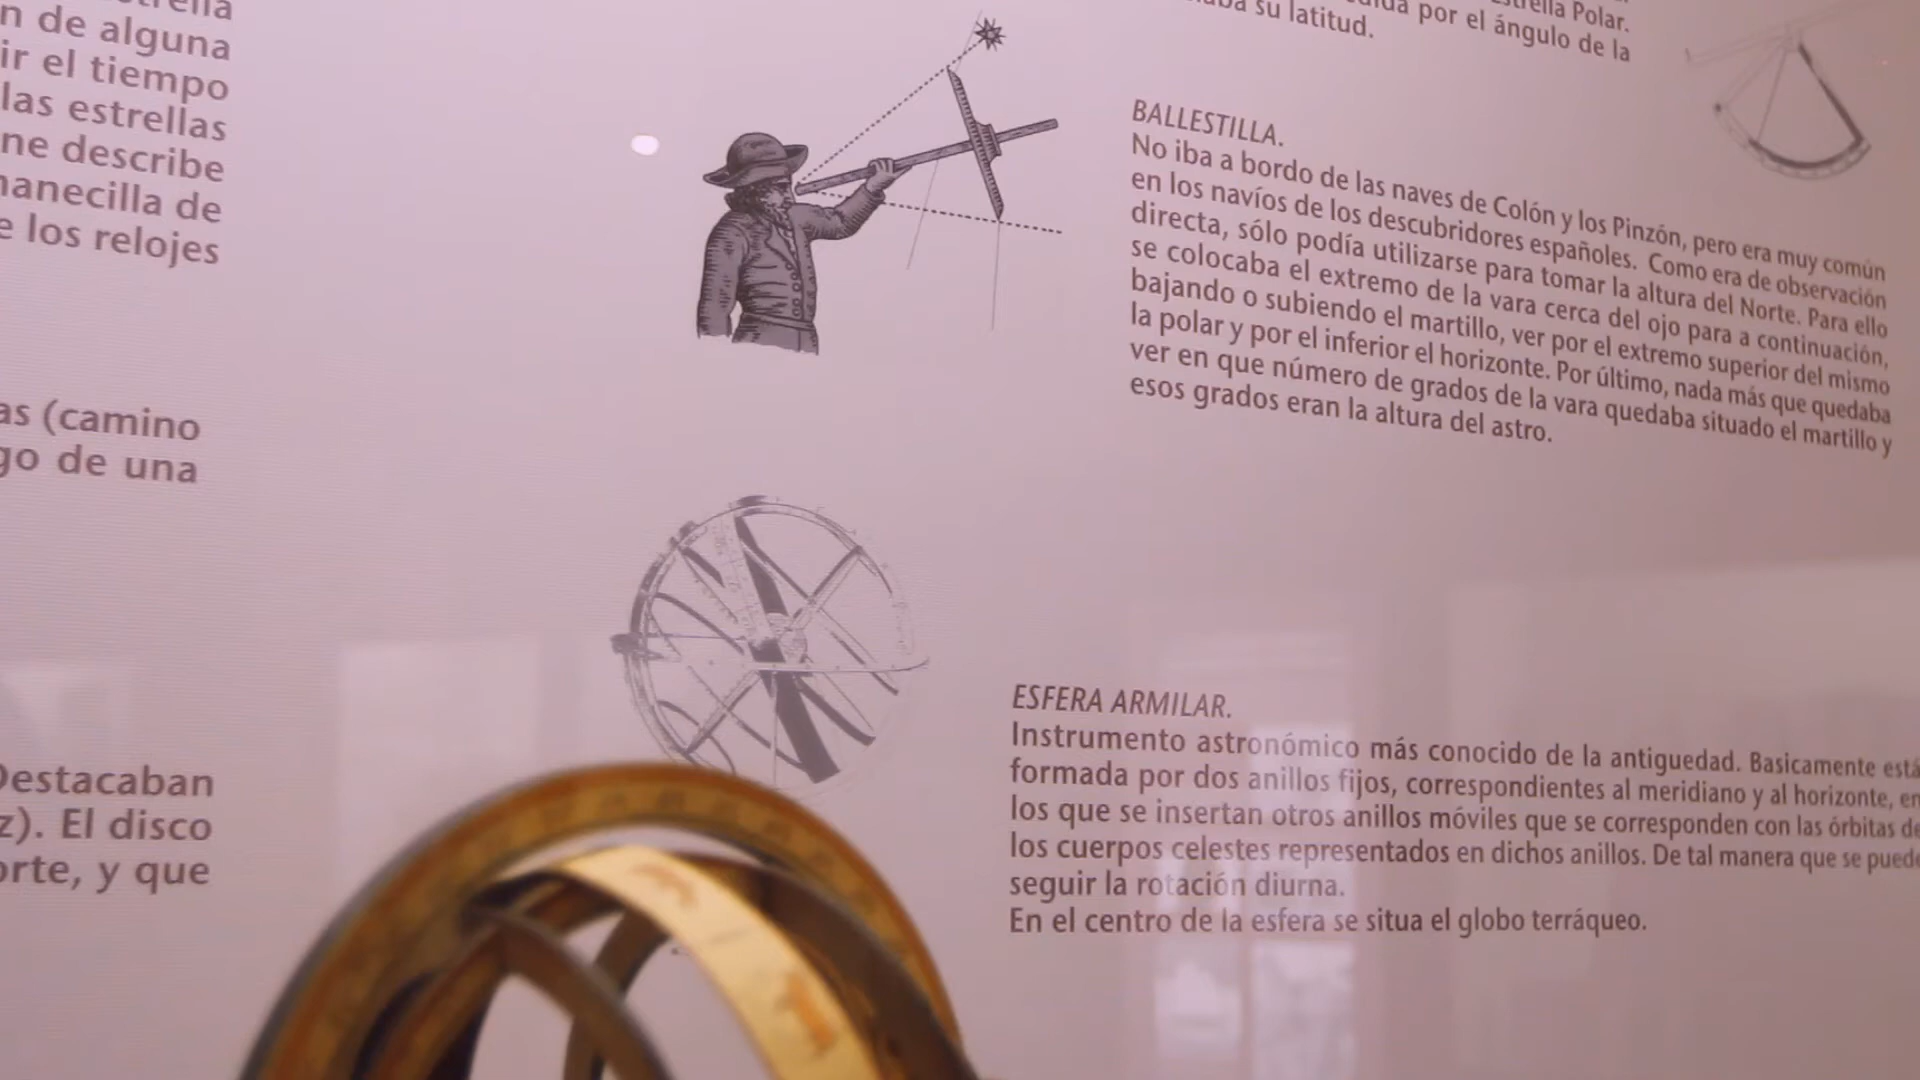 n de alguna
ir el tiempo
las estrellas
ne describe
manecilla de
e los relojes
as (camino
go de una
Destacaban
z). El disco
orte, y que
Estrella Polar.
por el ángulo de la
su latitud.
BALLESTILLA.
No iba a bordo de las naves de Colón y los Pinzón, pero era muy común
en los navíos de los descubridores españoles. Como era de observación
directa, sólo podía utilizarse para tomar la altura del Norte. Para ello
se colocaba el extremo de la vara cerca del ojo para a continuación,
bajando o subiendo el martillo, ver por el extremo superior del mismo
la polar y por el inferior el horizonte. Por último, nada más que quedaba
ver en que número de grados de la vara quedaba situado el martillo y
esos grados eran la altura del astro.
ESFERA ARMILAR.
Instrumento astronómico más conocido de la antiguedad. Basicamente está
formada por dos anillos fijos, correspondientes al meridiano y al horizonte, en
los que se insertan otros anillos móviles que se corresponden con las órbitas de
los cuerpos celestes representados en dichos anillos. De tal manera que se puede
seguir la rotación diurna.
En el centro de la esfera se situa el globo terráqueo.